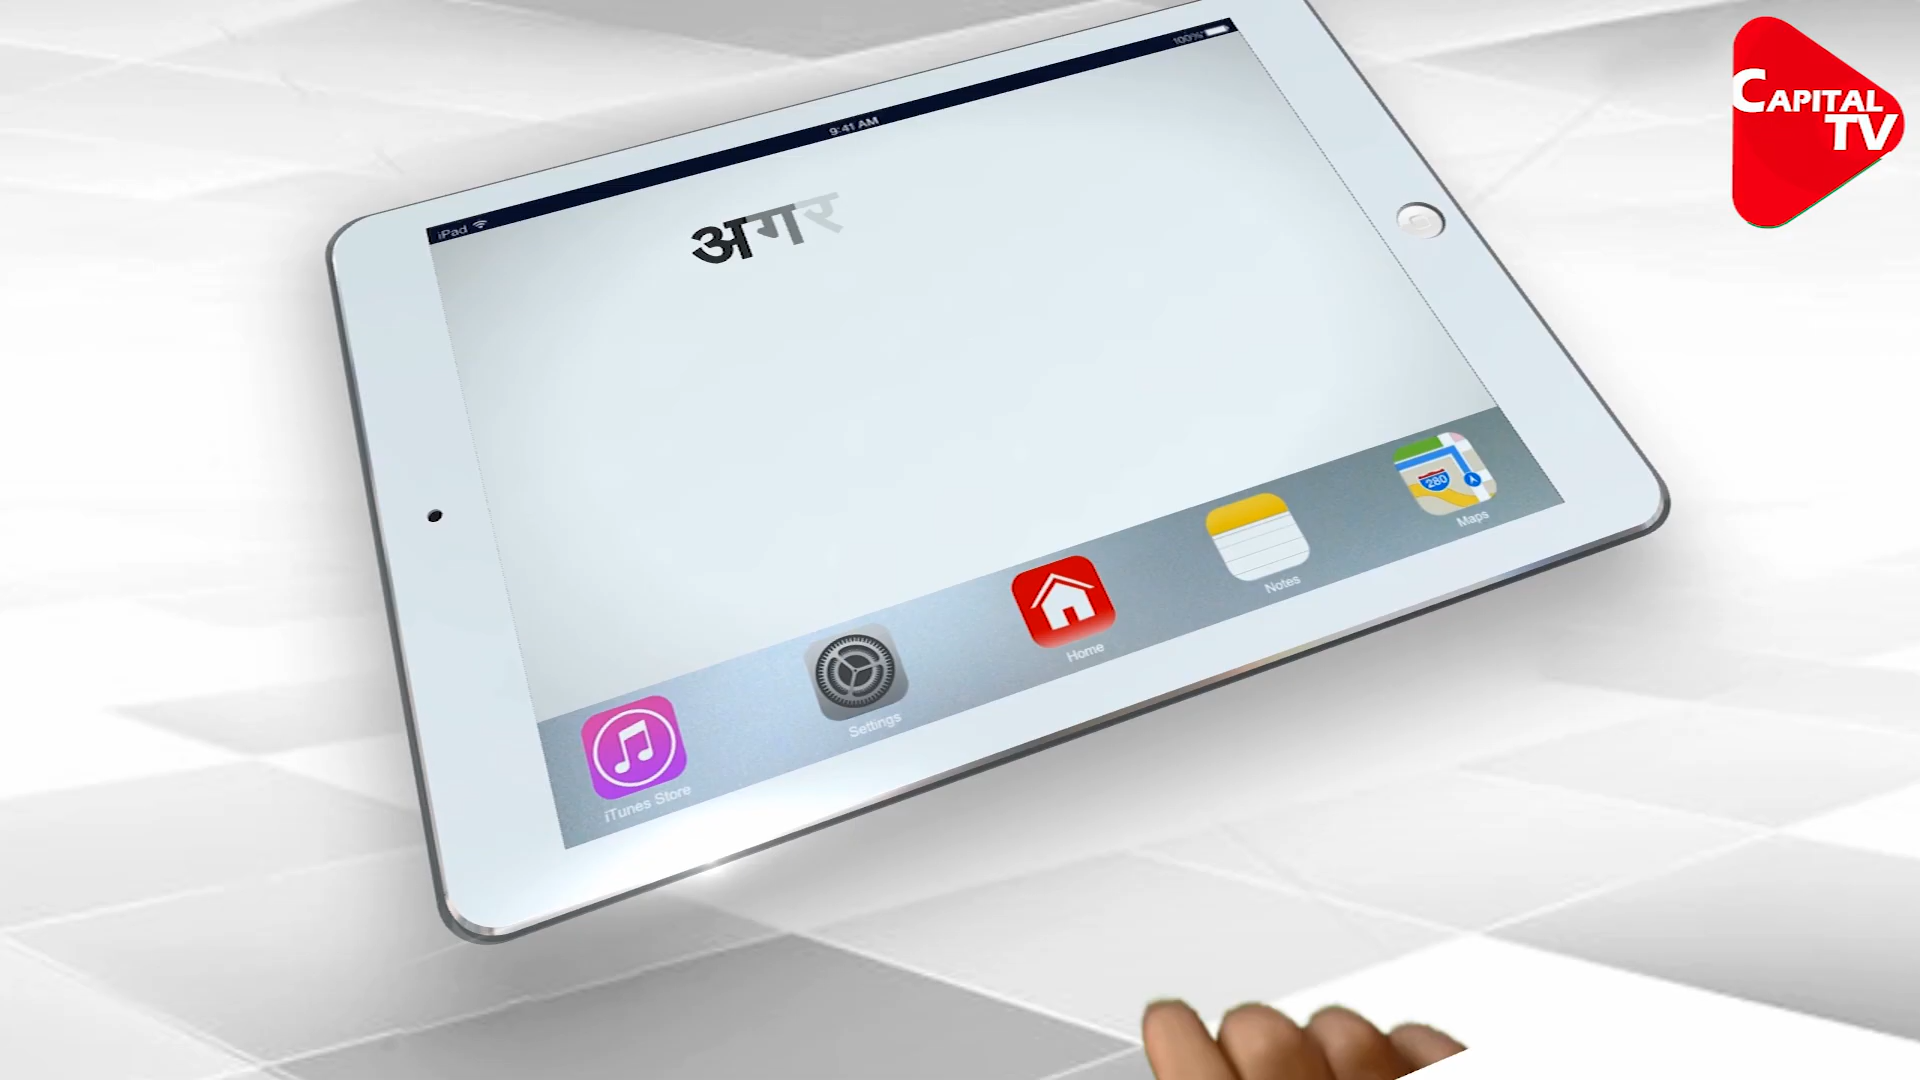 CAPITAL
TV
iPad
9:41 AM
100%
अगर
280
iTunes Store
Settings
Home
Notes
Maps